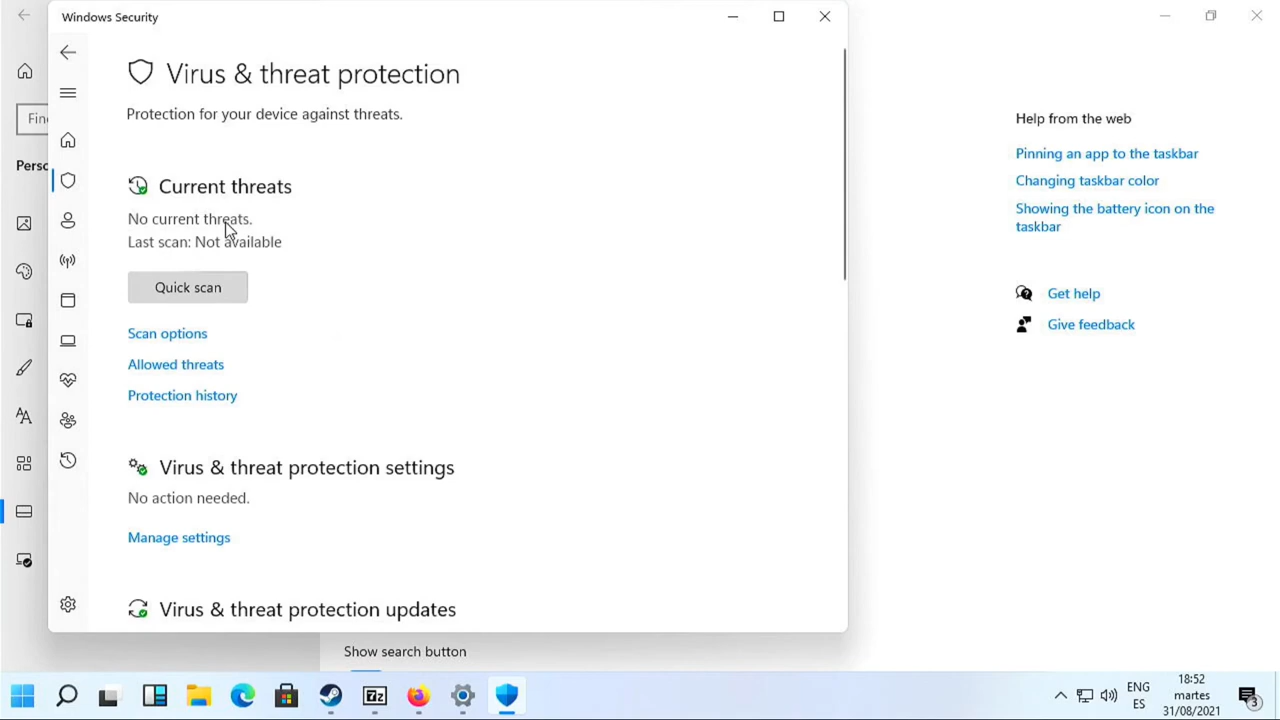 Windows Security
Virus & threat protection
Protection for your device against threats.
Current threats
No current threats.
Last scan: Not available
Quick scan
Scan options
Allowed threats
Protection history
Virus & threat protection settings
No action needed.
Manage settings
Virus & threat protection updates
Fin
Perso
Show search button
Help from the web
Pinning an app to the taskbar
Changing taskbar color
Showing the battery icon on the
taskbar
Get help
Give feedback
7z
ENG
ES
18:52
martes
31/08/2021
3